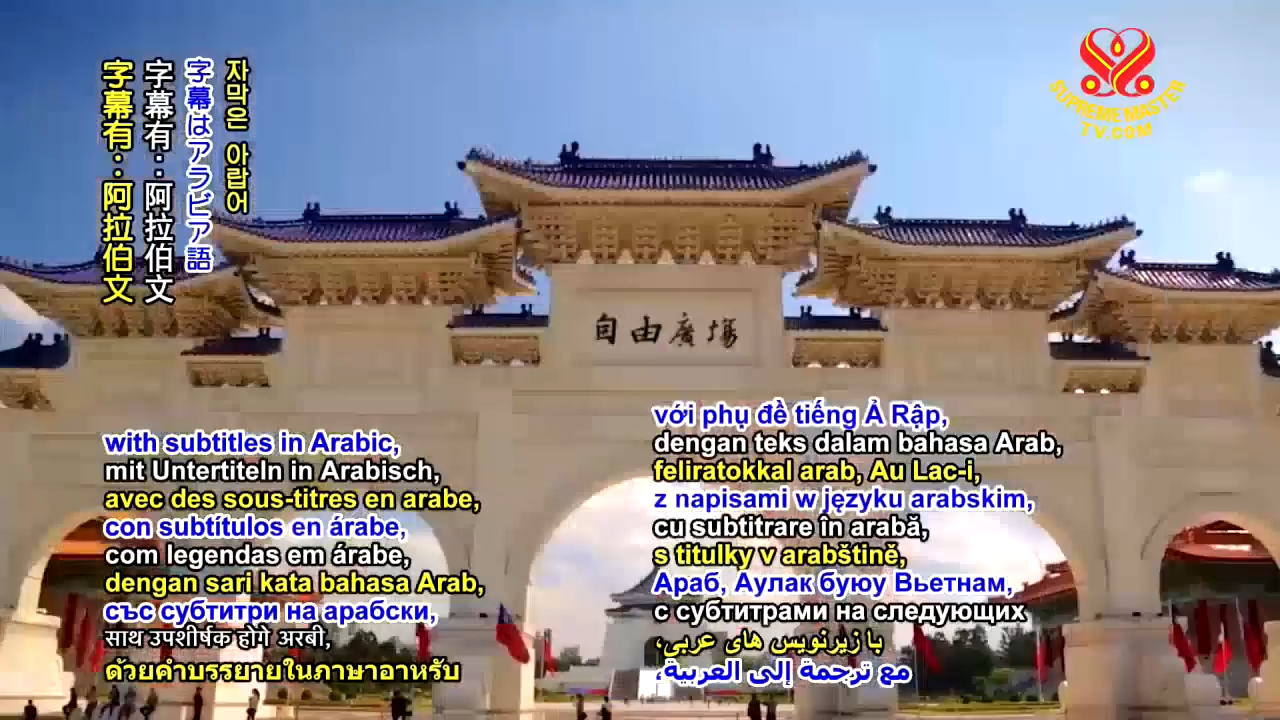 자막은 아랍어
字幕はアラビア語
字幕有：阿拉伯文
字幕有：阿拉伯文
SUPREME MASTER
TV.COM
自由廣場
with subtitles in Arabic,
mit Untertiteln in Arabisch,
avec des sous-titres en arabe,
con subtítulos en árabe,
com legendas em árabe,
dengan sari kata bahasa Arab,
със субтитри на арабски,
साथ उपशीर्षक होंगे अरबी,
ด้วยคำบรรยายในภาษาอาหรับ
với phụ đề tiếng Ả Rập,
dengan teks dalam bahasa Arab,
feliratokkal arab, Au Lac-i,
z napisami w języku arabskim,
cu subtitrare în arabă,
s titulky v arabštině,
Араб, Аулак буюу Вьетнам,
с субтитрами на следующих
با زیرنویس های عربی،
مع ترجمة إلى العربية،